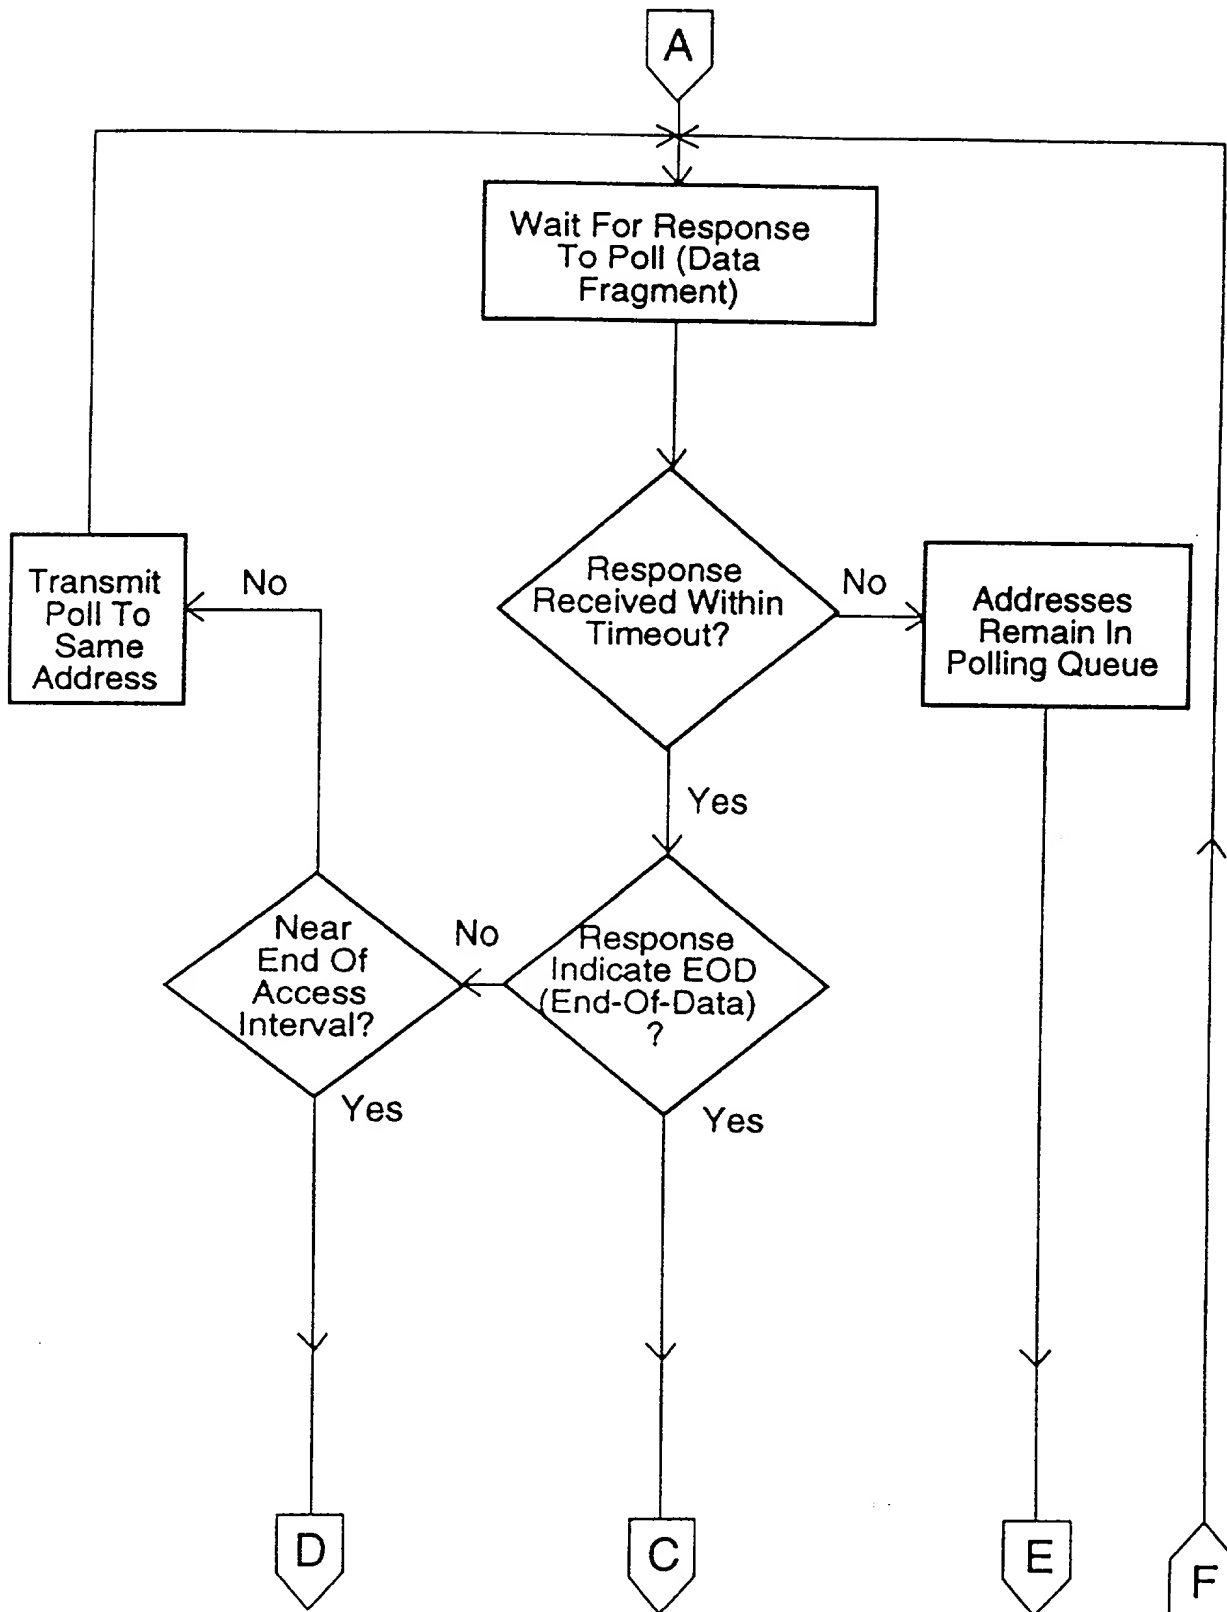 A
Wait For Response
To Poll (Data
Fragment)
Response
Received Within
Timeout?
No
Addresses
Remain In
Polling Queue
No
Transmit
Poll To
Same
Address
Yes
Near
End Of
Access
Interval?
No
Response
Indicate EOD
(End-Of-Data)
?
Yes
Yes
D
C
E
F